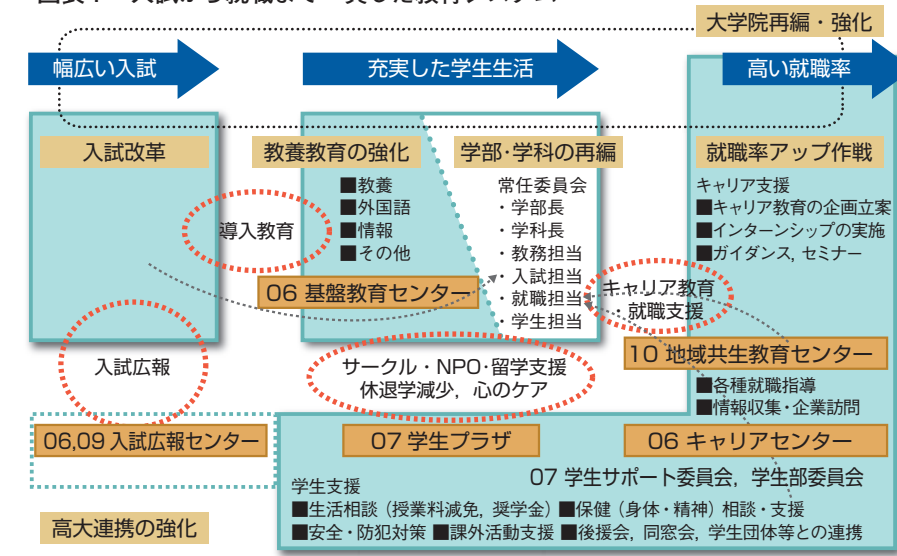 大学院再編・強化
幅広い入試
充実した学生生活
高い就職率
入試改革
教養教育の強化
学部・学科の再編
就職率アップ作戦
■教養
■外国語
■情報
■その他
常任委員会
・学部長
・学科長
・教務担当
・入試担当
・就職担当
・学生担当
キャリア支援
■キャリア教育の企画立案
■インターンシップの実施
■ガイダンス，セミナー
導入教育
06 基盤教育センター
キャリア教育
・就職支援
入試広報
サークル・NPO・留学支援
休退学減少，心のケア
10 地域共生教育センター
■各種就職指導
■情報収集・企業訪問
06,09 入試広報センター
07 学生プラザ
06 キャリアセンター
07 学生サポート委員会，学生部委員会
学生支援
■生活相談（授業料減免，奨学金）■保健（身体・精神）相談・支援
■安全・防犯対策 ■課外活動支援 ■後援会，同窓会，学生団体等との連携
高大連携の強化